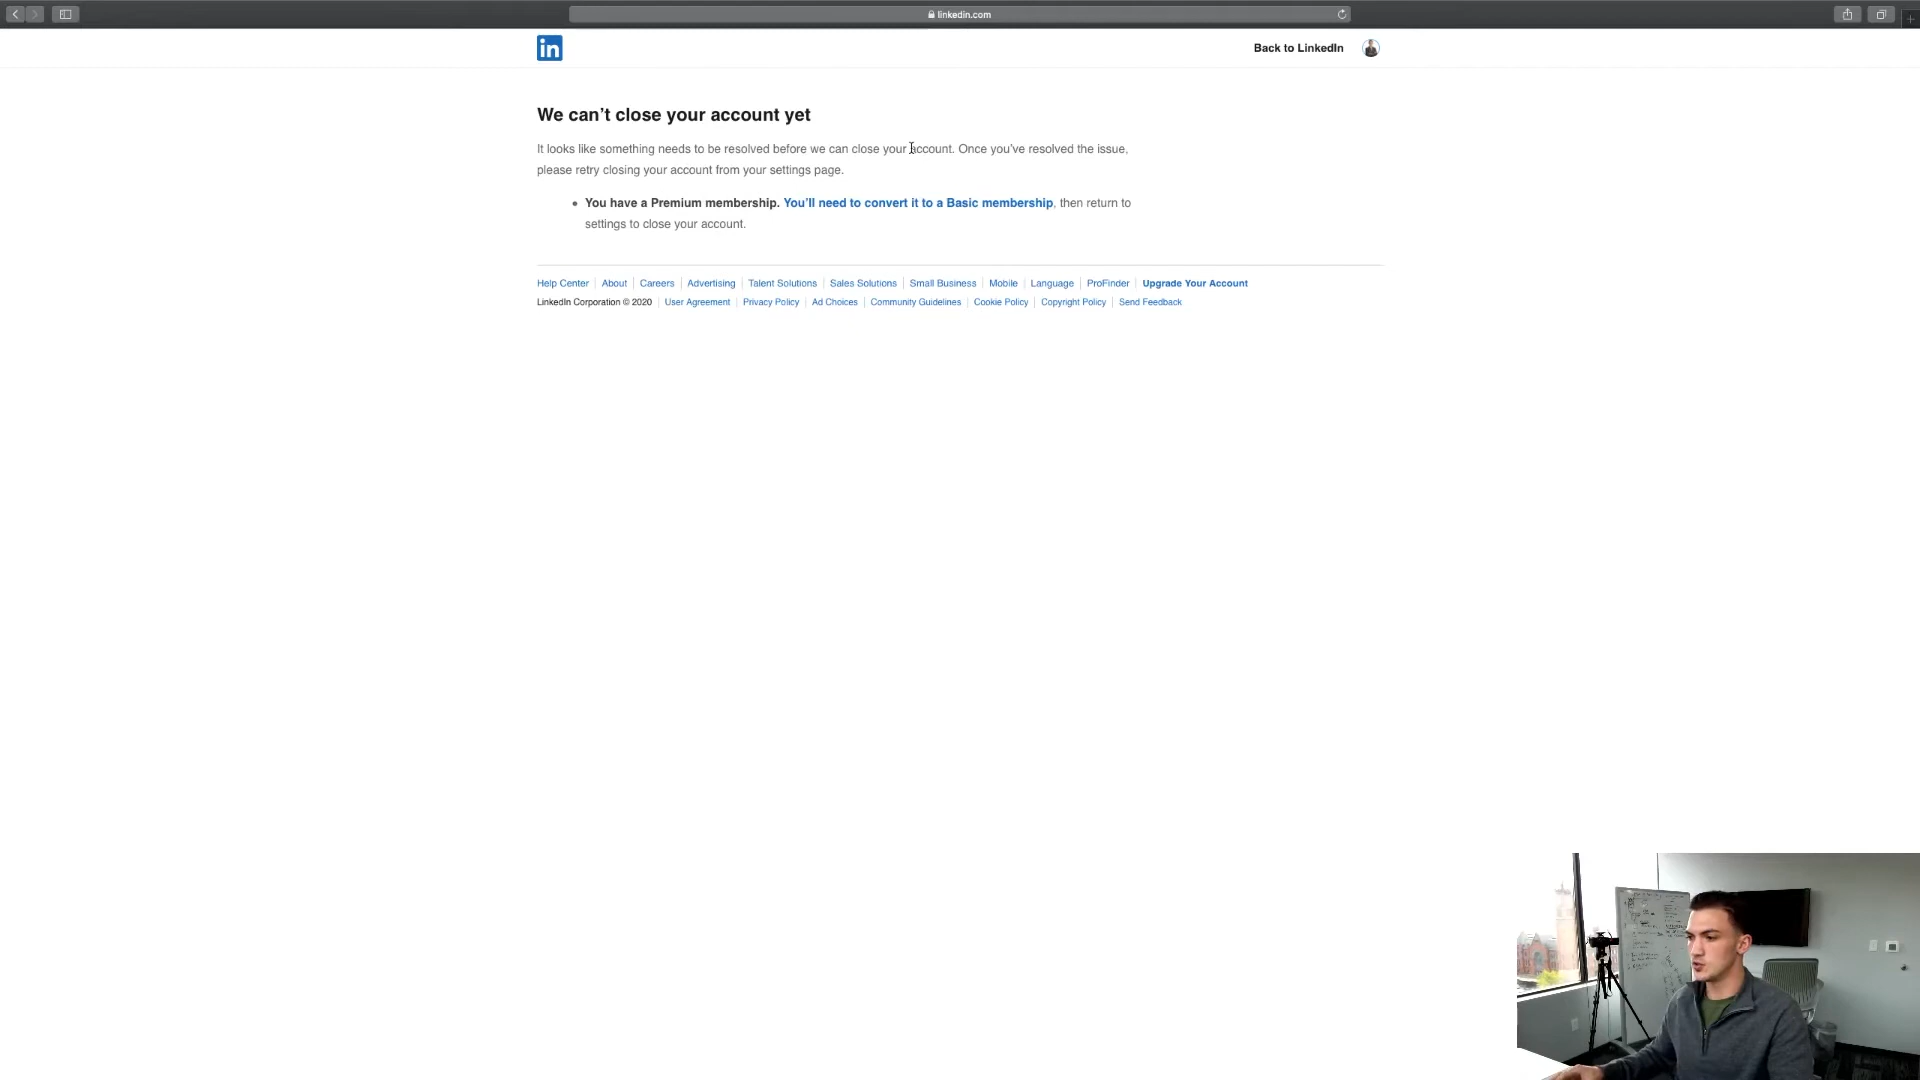 linkedin.com
in
Back to LinkedIn
We can't close your account yet
It looks like something needs to be resolved before we can close your account. Once you've resolved the issue,
please retry closing your account from your settings page.
• You have a Premium membership. You'll need to convert it to a Basic membership, then return to
settings to close your account.
Help Center | About | Careers | Advertising | Talent Solutions | Sales Solutions | Small Business | Mobile | Language | ProFinder | Upgrade Your Account
LinkedIn Corporation © 2020 | User Agreement | Privacy Policy | Ad Choices | Community Guidelines | Cookie Policy | Copyright Policy | Send Feedback